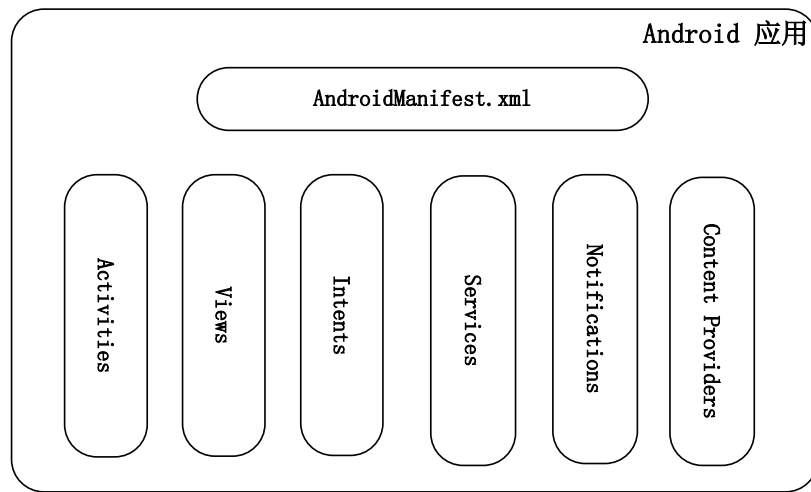 Android 应用
AndroidManifest.xml
Activities
Views
Intents
Services
Notifications
Content Providers